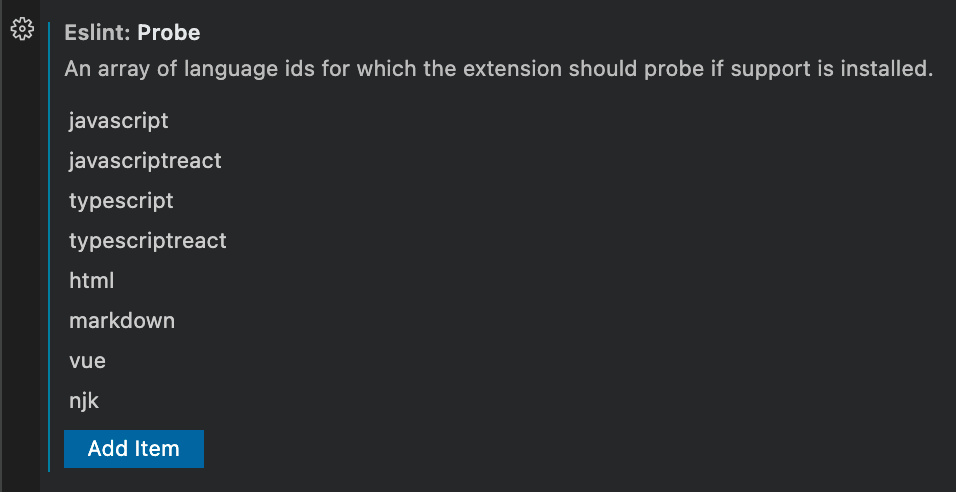 Eslint: Probe
An array of language ids for which the extension should probe if support is installed.
javascript
javascriptreact
typescript
typescriptreact
html
markdown
vue
njk
Add Item